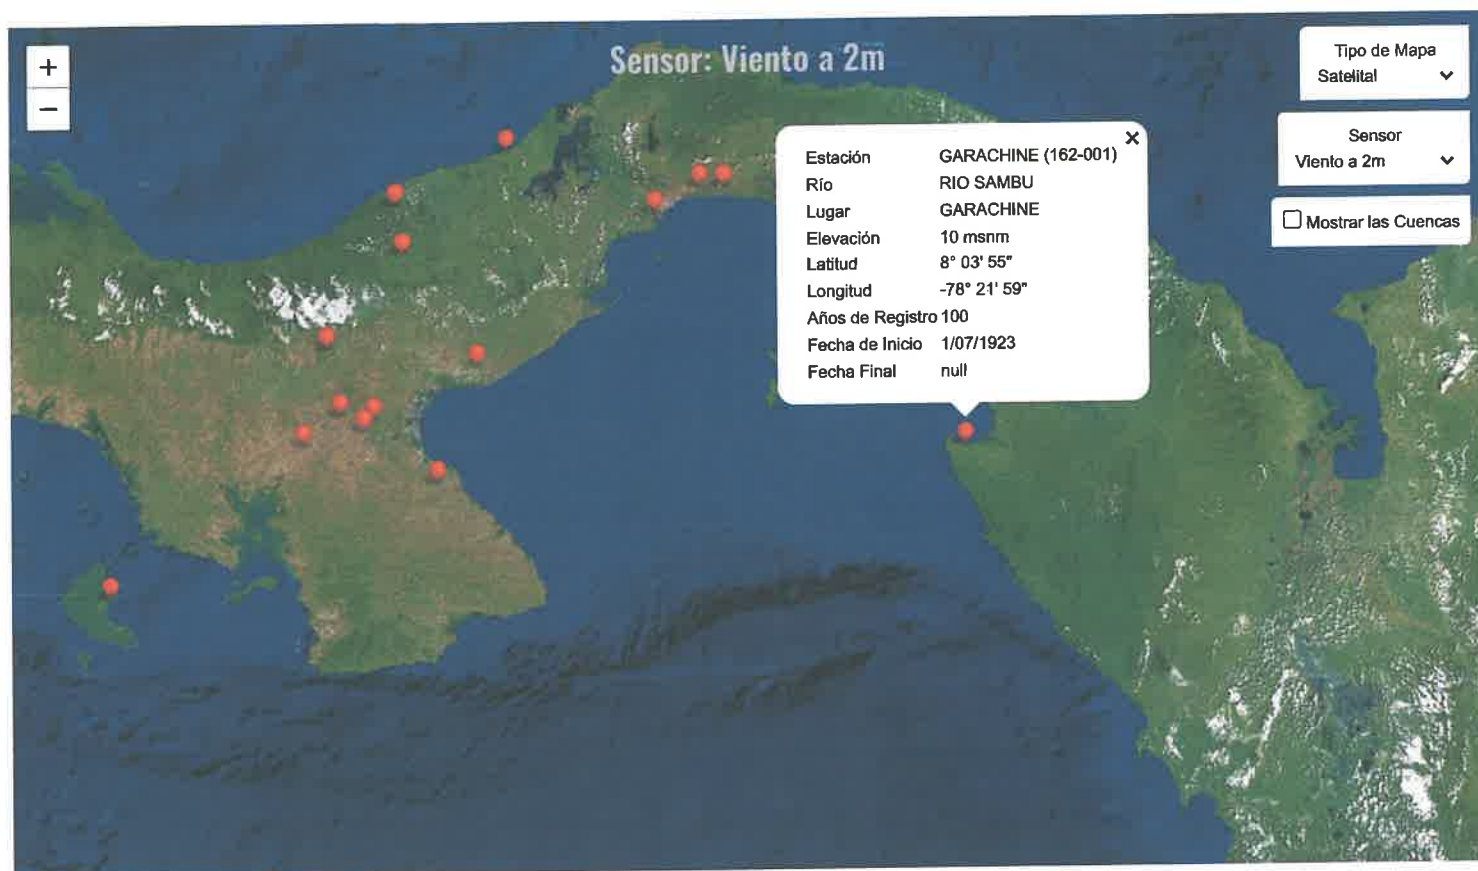 +
−
Sensor: Viento a 2m
Tipo de Mapa
Satelital
Sensor
Viento a 2m
Mostrar las Cuencas
×
Estación GARACHINE (162-001)
Río RIO SAMBU
Lugar GARACHINE
Elevación 10 msnm
Latitud 8° 03' 55"
Longitud -78° 21' 59"
Años de Registro 100
Fecha de Inicio 1/07/1923
Fecha Final null